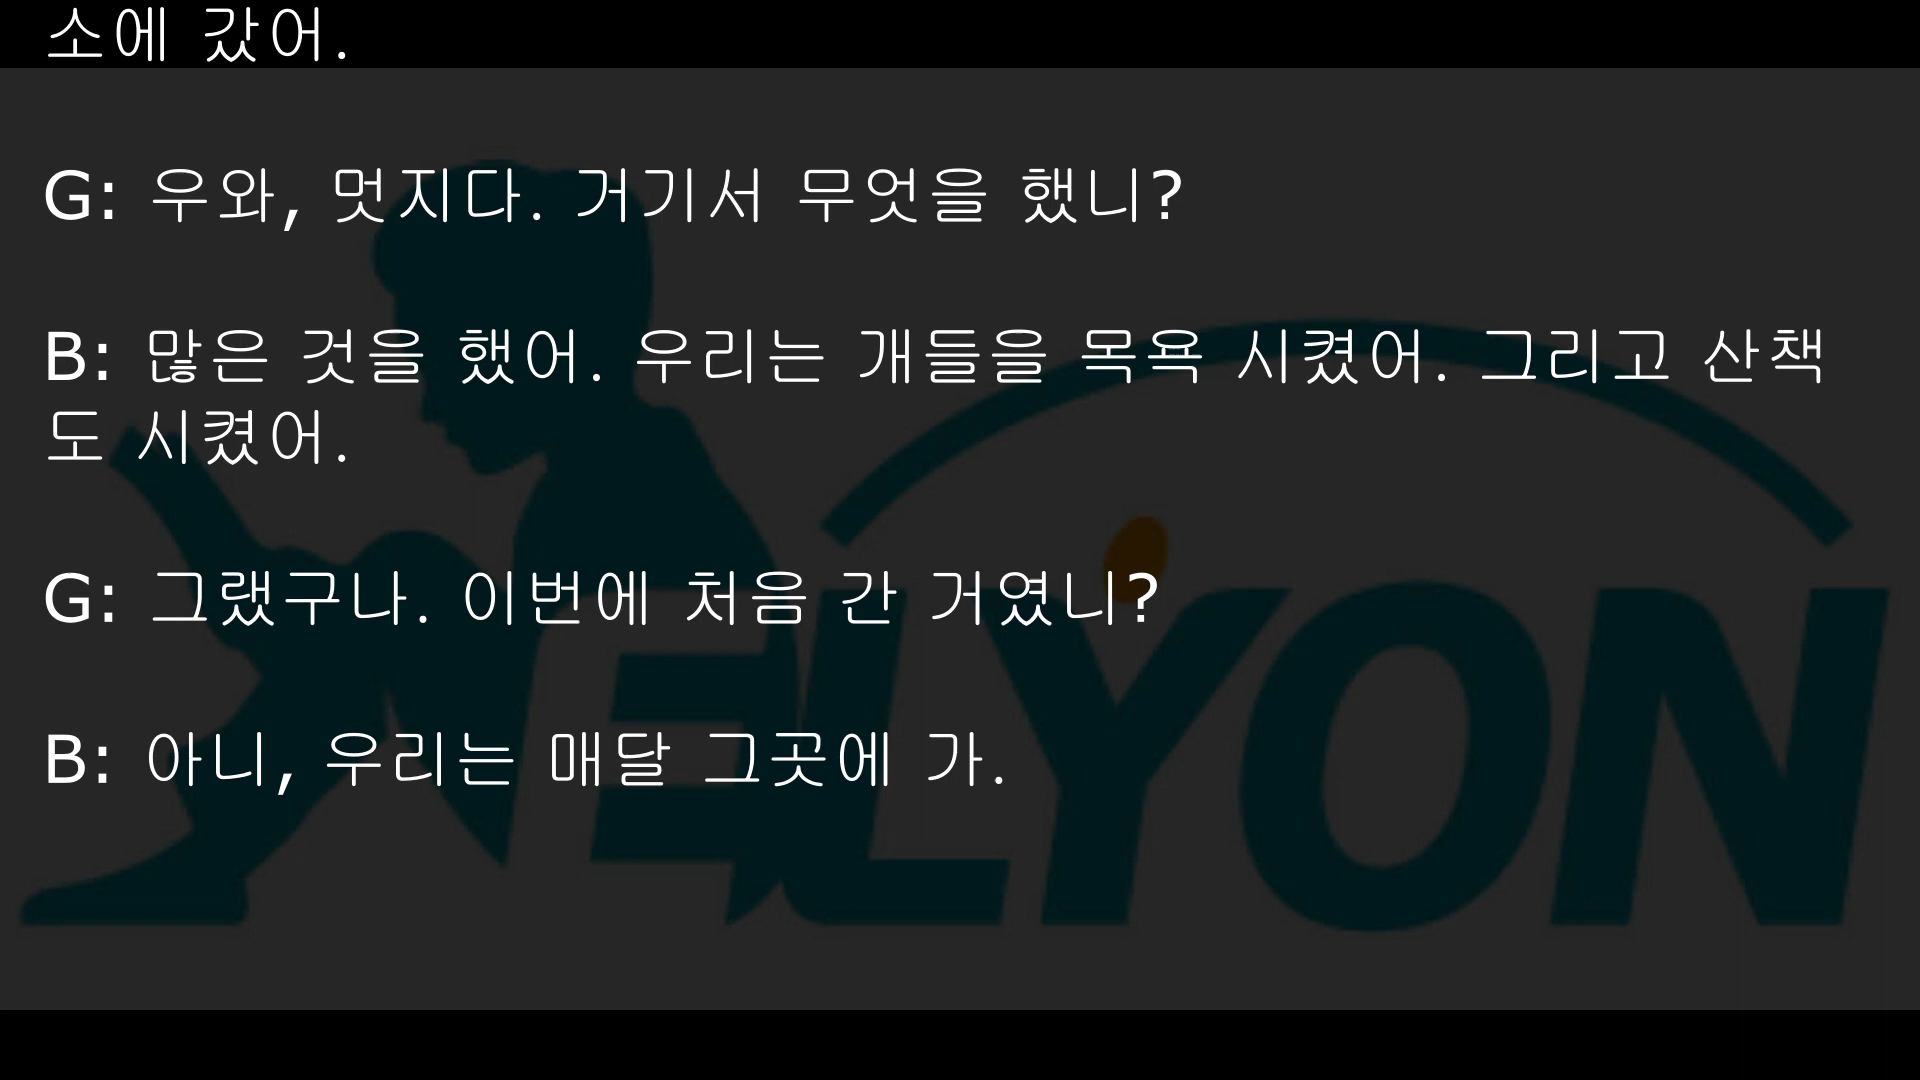 소에 갔어.
G: 우와, 멋지다. 거기서 무엇을 했니?
B: 많은 것을 했어. 우리는 개들을 목욕 시켰어. 그리고 산책
도 시켰어.
G: 그랬구나. 이번에 처음 간 거였니?
B: 아니, 우리는 매달 그곳에 가.
ELYON